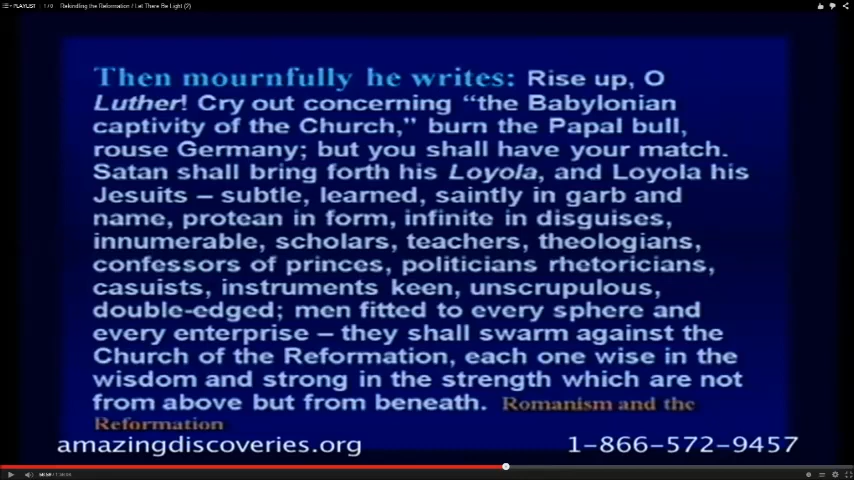 PLAYLIST 1/0 Rekindling the Reformation / Let There Be Light (2)
Then mournfully he writes: Rise up, O
Luther! Cry out concerning “the Babylonian
captivity of the Church,” burn the Papal bull,
rouse Germany; but you shall have your match.
Satan shall bring forth his Loyola, and Loyola his
Jesuits – subtle, learned, saintly in garb and
name, protean in form, infinite in disguises,
innumerable, scholars, teachers, theologians,
confessors of princes, politicians rhetoricians,
casuists, instruments keen, unscrupulous,
double-edged; men fitted to every sphere and
every enterprise – they shall swarm against the
Church of the Reformation, each one wise in the
wisdom and strong in the strength which are not
from above but from beneath. Romanism and the
Reformation
amazingdiscoveries.org 1-866-572-9457